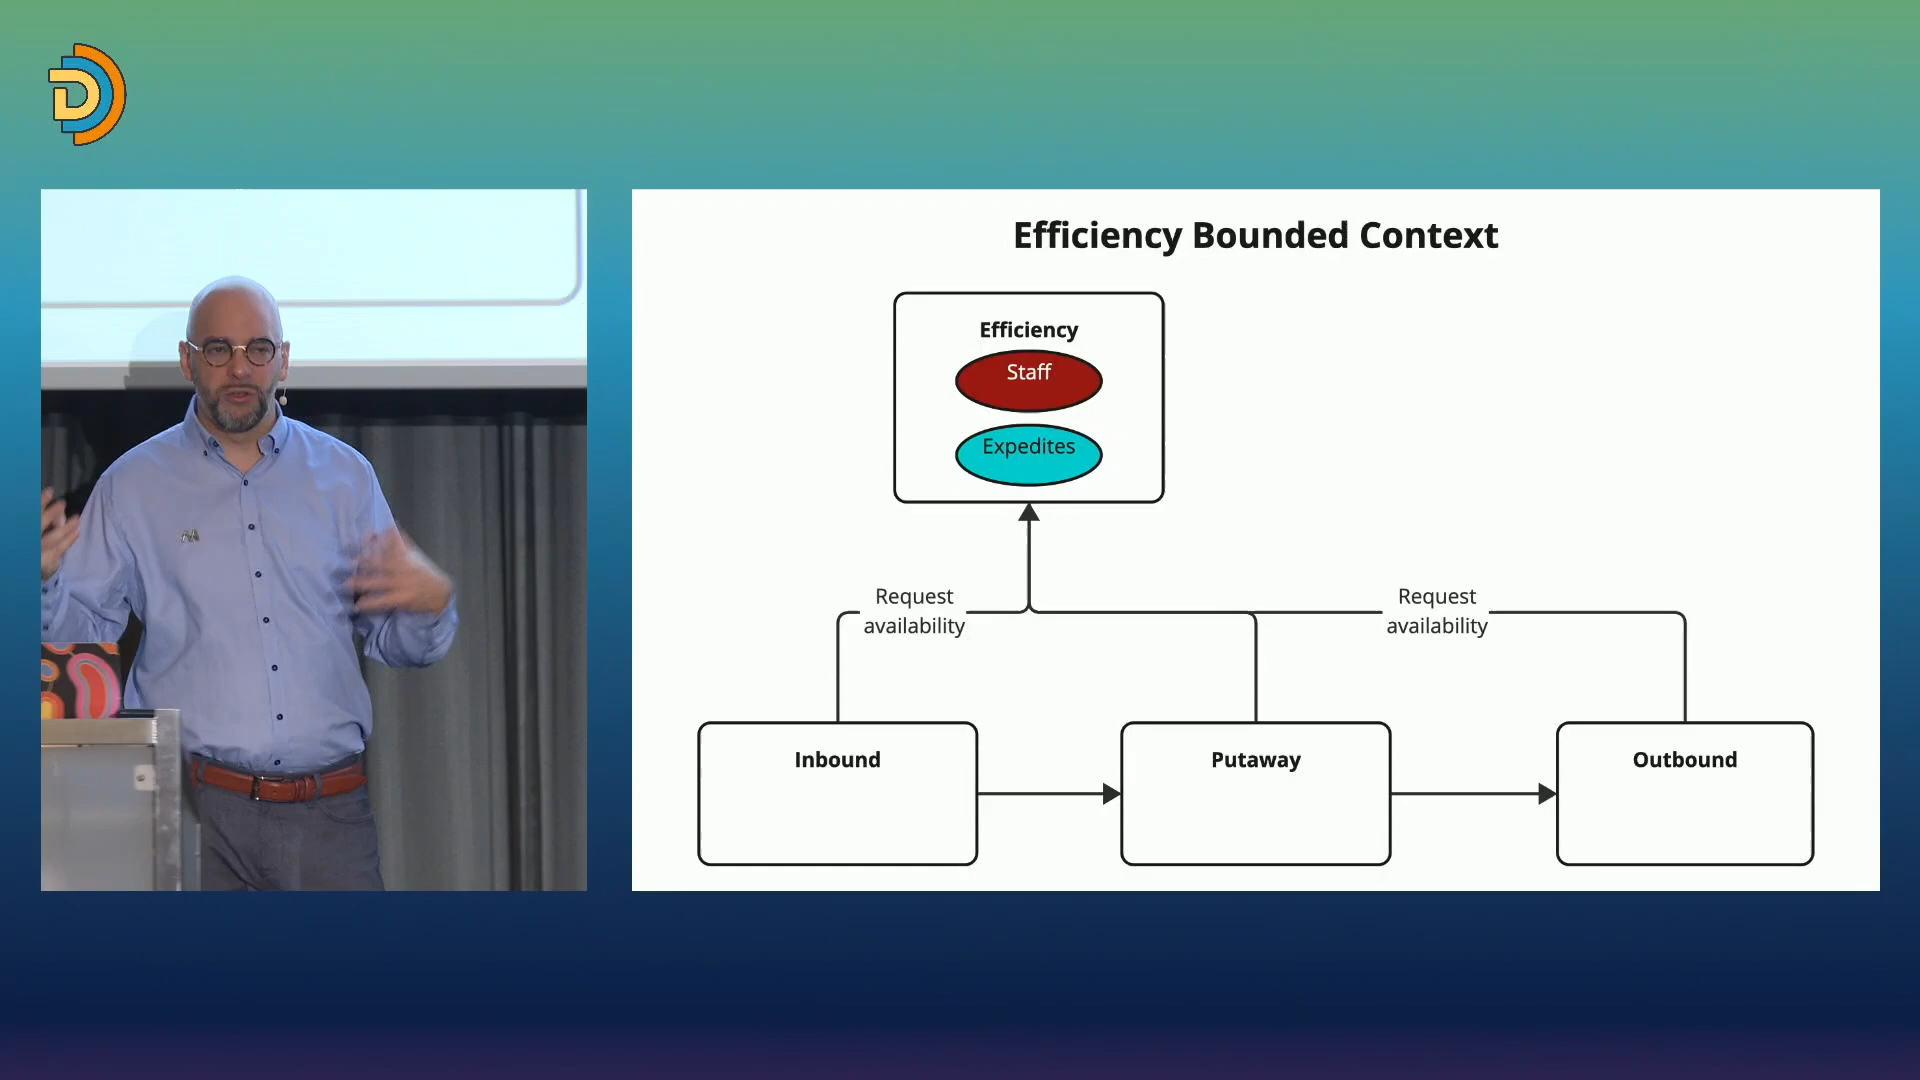 Efficiency Bounded Context
Efficiency
Staff
Expedites
Request
availability
Request
availability
Inbound
Putaway
Outbound